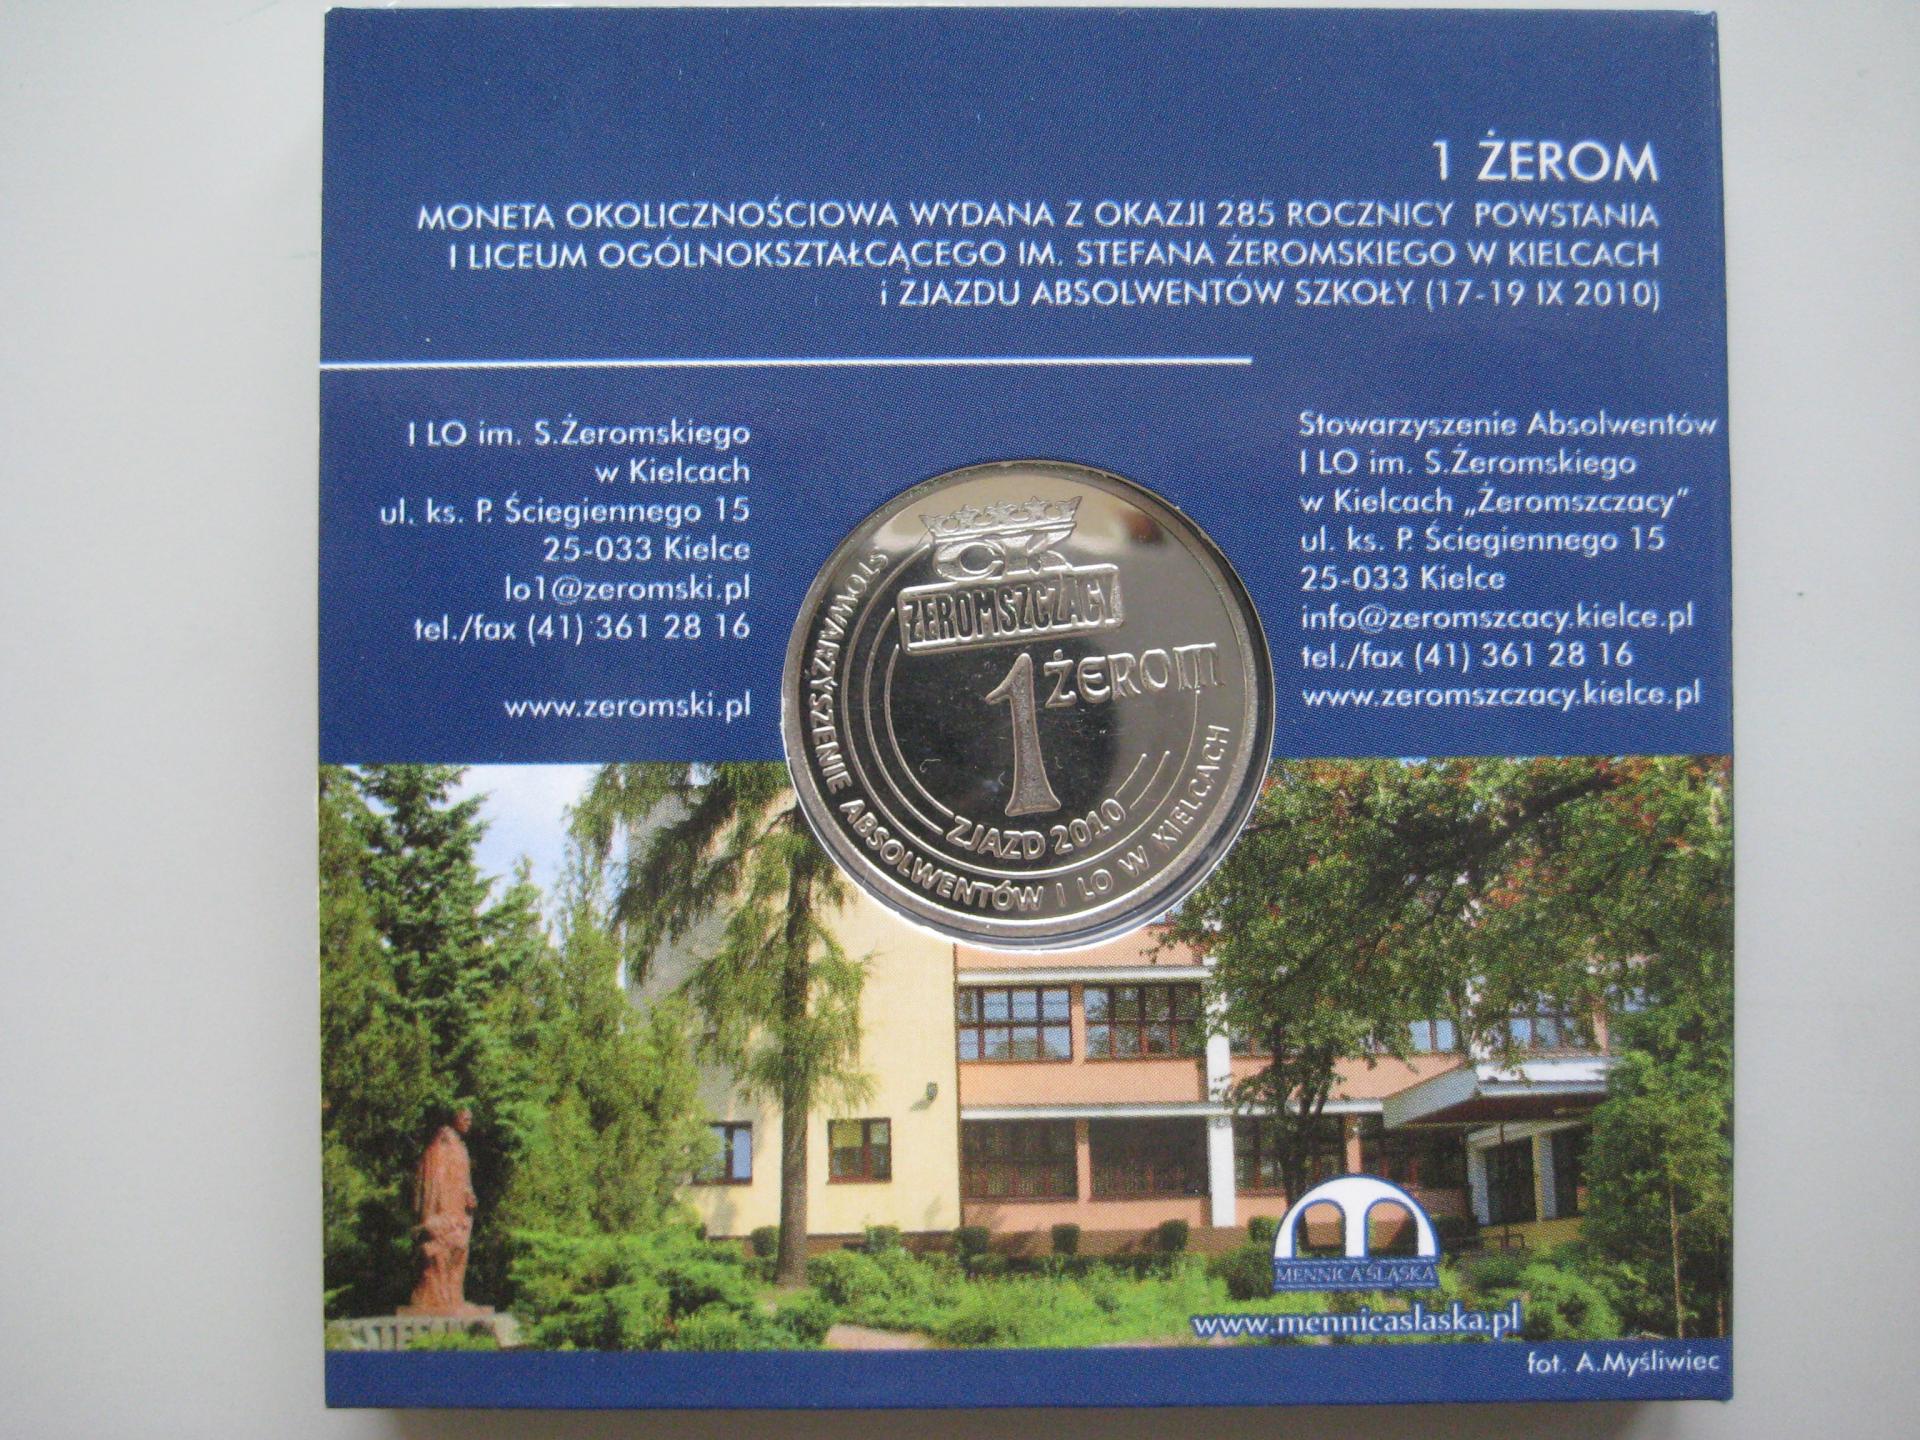 1 ŻEROM
MONETA OKOLICZNOŚCIOWA WYDANA Z OKAZJI 285 ROCZNICY POWSTANIA
I LICEUM OGÓLNOKSZTAŁCĄCEGO IM. STEFANA ŻEROMSKIEGO W KIELCACH
i ZJAZDU ABSOLWENTÓW SZKOŁY (17-19 IX 2010)
I LO im. S.Żeromskiego
w Kielcach
ul. ks. P. Ściegiennego 15
25-033 Kielce
lo1@zeromski.pl
tel./fax (41) 361 28 16
www.zeromski.pl
Stowarzyszenie Absolwentów
I LO im. S.Żeromskiego
w Kielcach „Żeromszczacy”
ul. ks. P. Ściegiennego 15
25-033 Kielce
info@zeromszcacy.kielce.pl
tel./fax (41) 361 28 16
www.zeromszczacy.kielce.pl
CK
ŻEROMSZCZACY
1 ŻEROM
ZJAZD 2010
STOWARZYSZENIE ABSOLWENTÓW I LO W KIELCACH
MENNICA ŚLĄSKA
www.mennicaslaska.pl
fot. A.Myśliwiec